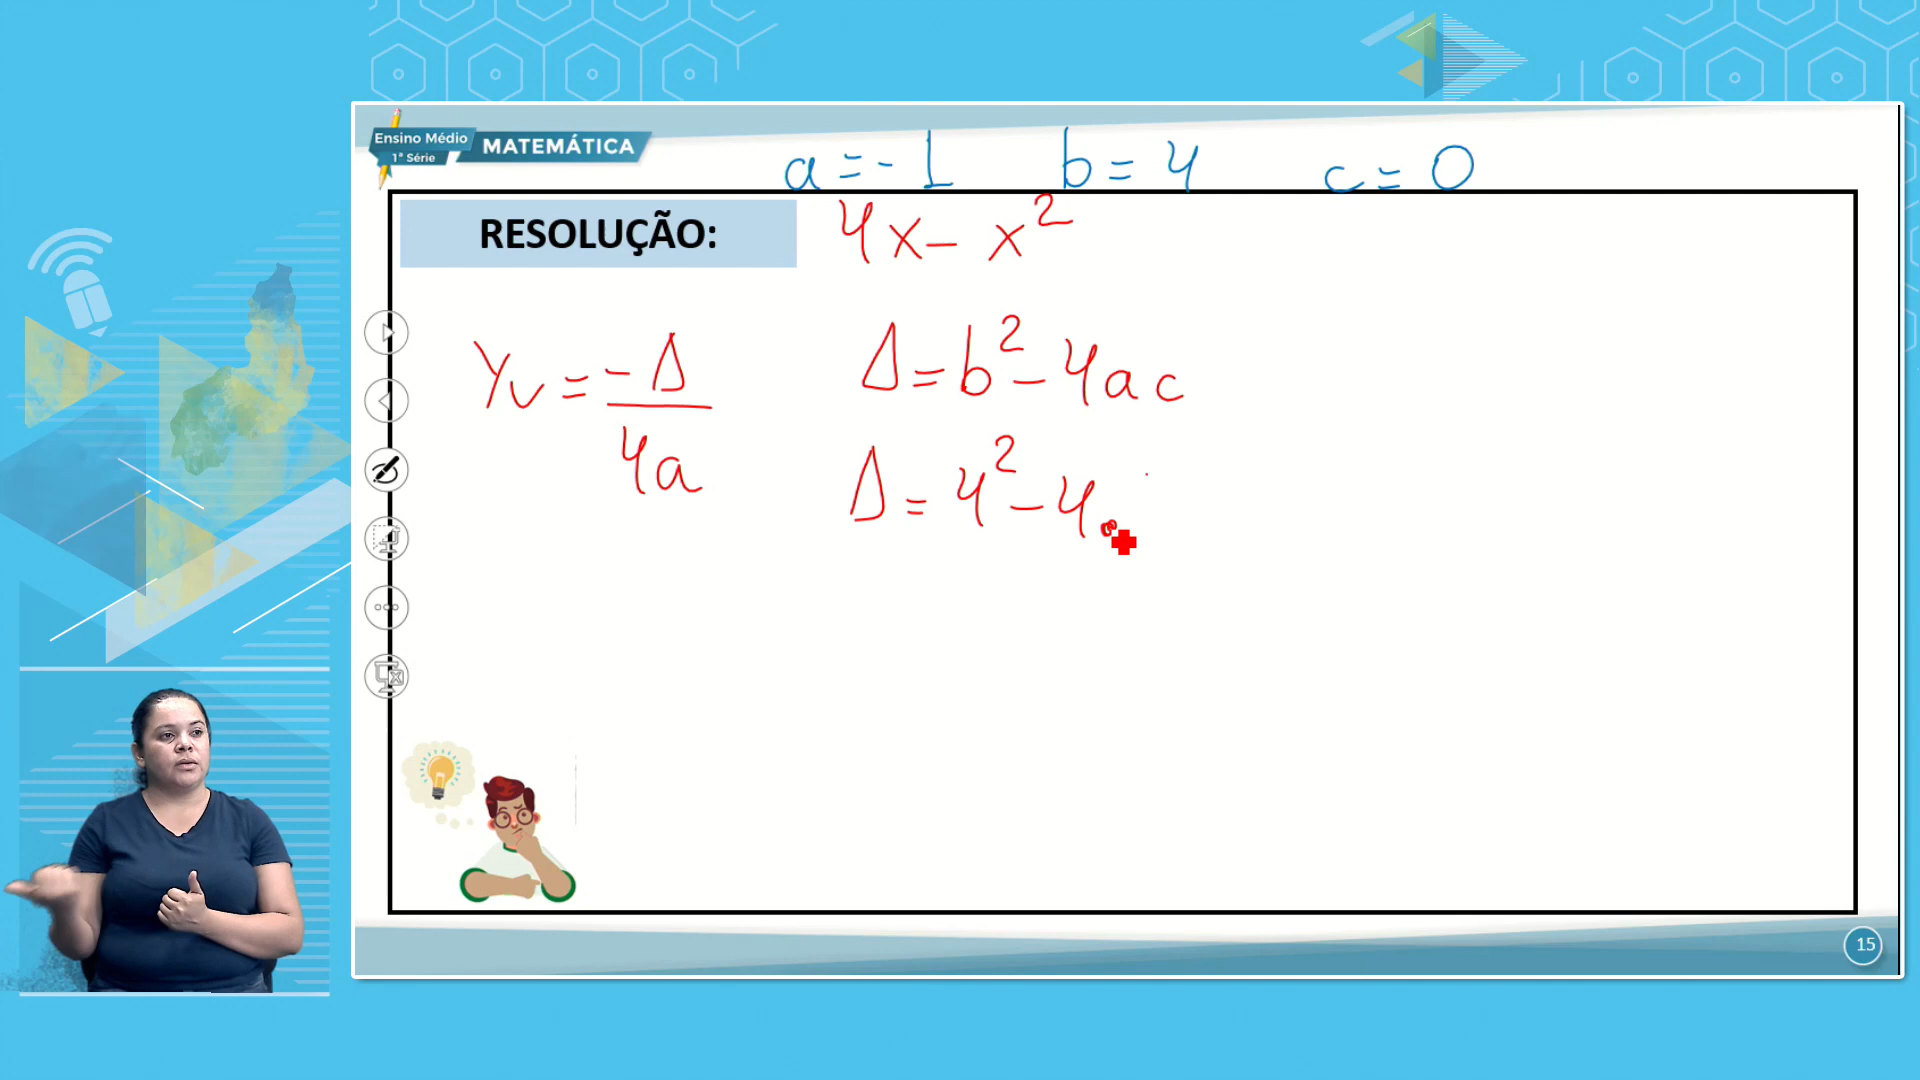 Ensino Médio
1ª Série
MATEMÁTICA
a = -1 b = 4 c = 0
RESOLUÇÃO:
4x - x²
Yv = -Δ/4a
Δ = b² - 4ac
Δ = 4² - 4.
15